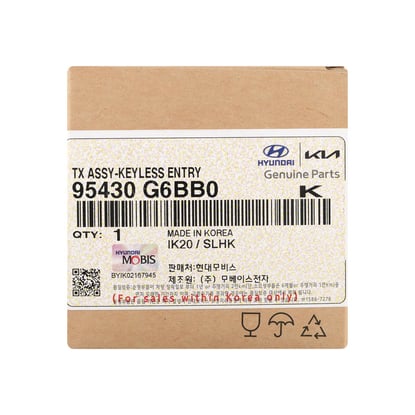 HYUNDAI KIA
TX ASSY-KEYLESS ENTRY
Genuine Parts
95430 G6BB0
K
QTY: 1
MADE IN KOREA
IK20 / SLHK
HYUNDAI
MOBIS
BYIK02167945
판매처:현대모비스
제조원: (주) 모베이스전자
(For sales within Korea only)